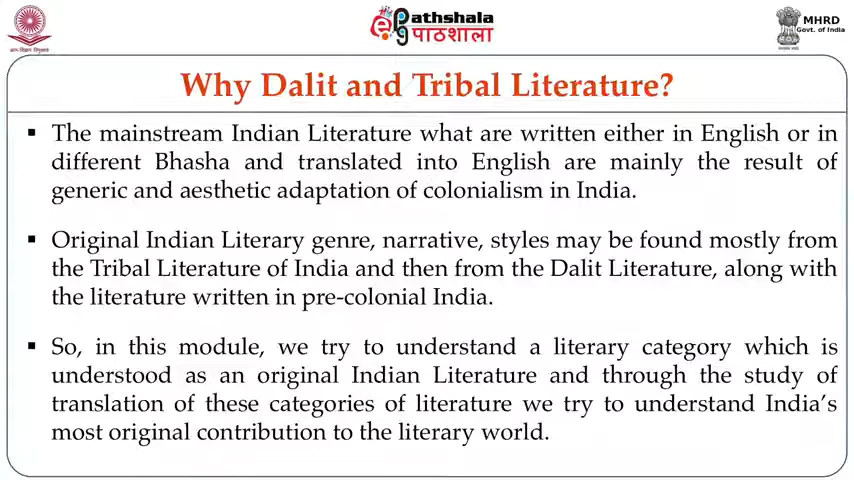 ePathshala
पाठशाला
MHRD
Govt. of India
Why Dalit and Tribal Literature?
▪ The mainstream Indian Literature what are written either in English or in
different Bhasha and translated into English are mainly the result of
generic and aesthetic adaptation of colonialism in India.
▪ Original Indian Literary genre, narrative, styles may be found mostly from
the Tribal Literature of India and then from the Dalit Literature, along with
the literature written in pre-colonial India.
▪ So, in this module, we try to understand a literary category which is
understood as an original Indian Literature and through the study of
translation of these categories of literature we try to understand India’s
most original contribution to the literary world.